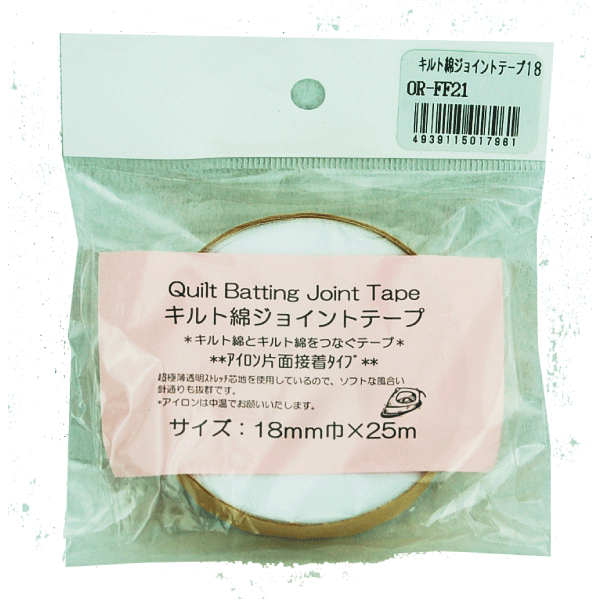 キルト綿ジョイントテープ18
OR-FF21
4939115017961
Quilt Batting Joint Tape
キルト綿ジョイントテープ
*キルト綿とキルト綿をつなぐテープ*
**ｱｲﾛﾝ片面接着ﾀｲﾌﾟ**
超極薄透明ｽﾄﾚｯﾁ芯地を使用しているので、ソフトな風合い
針通りも抜群です。
*アイロンは中温でお願いいたします。
サイズ：18mm巾×25m